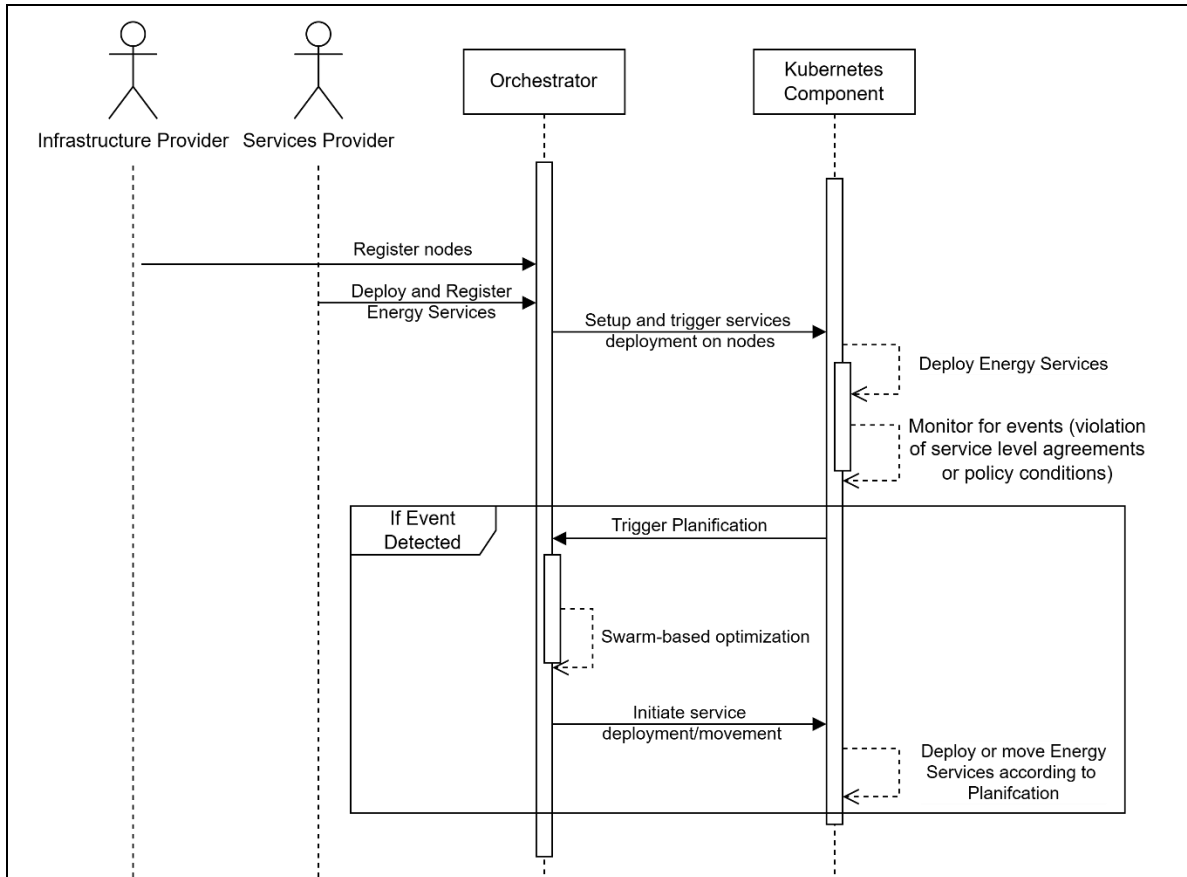 Orchestrator
Kubernetes
Component
Infrastructure Provider
Services Provider
Register nodes
Deploy and Register
Energy Services
Setup and trigger services
deployment on nodes
Deploy Energy Services
Monitor for events (violation
of service level agreements
or policy conditions)
If Event
Detected
Trigger Planification
Swarm-based optimization
Initiate service
deployment/movement
Deploy or move Energy
Services according to
Planifcation